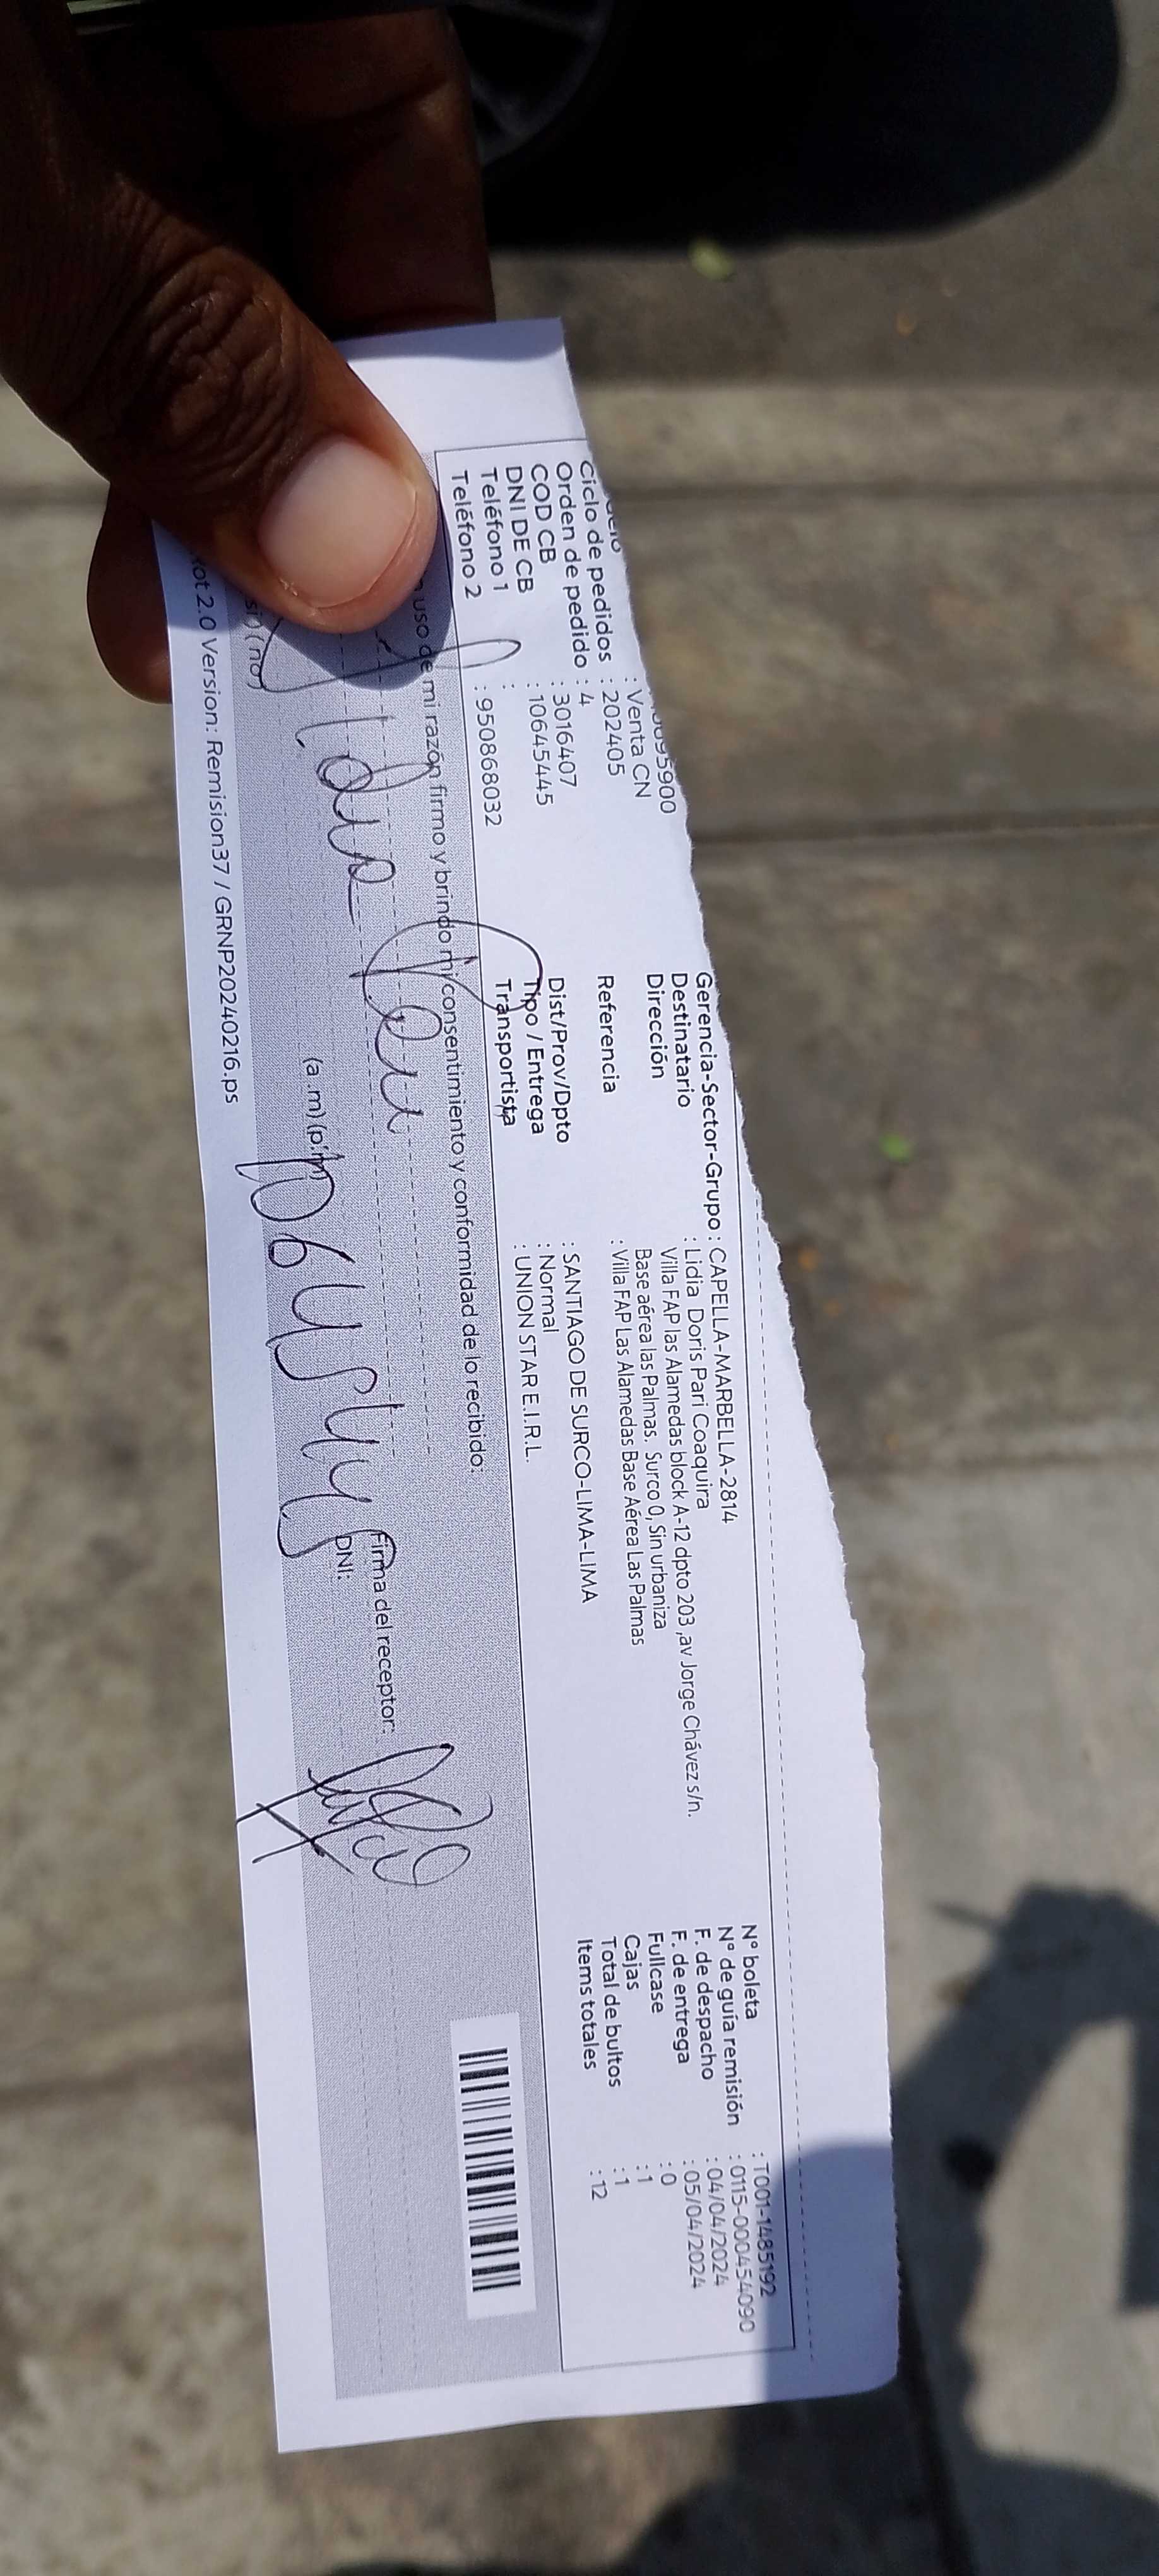 5900
: Venta CN
Ciclo de pedidos : 202405
Orden de pedido : 4
COD CB : 3016407
DNI DE CB : 10645445
Teléfono 1 :
Teléfono 2 : 950868032
Gerencia-Sector-Grupo : CAPELLA-MARBELLA-2814
Destinatario : Lidia Doris Pari Coaquira
Dirección Villa FAP las Alamedas block A-12 dpto 203 ,av Jorge Chávez s/n.
Base aérea las Palmas. Surco 0, Sin urbaniza
Referencia : Villa FAP Las Alamedas Base Aérea Las Palmas
Dist/Prov/Dpto : SANTIAGO DE SURCO-LIMA-LIMA
Tipo / Entrega : Normal
Transportista : UNION STAR E.I.R.L.
N° boleta : T001-1485192
N° de guía remisión : 0115-000454090
F. de despacho : 04/04/2024
F. de entrega : 05/04/2024
Fullcase : 0
Cajas : 1
Total de bultos : 1
Items totales : 12
uso de mi razón firmo y brindo mi consentimiento y conformidad de lo recibido:
Firma del receptor:
DNI:
(a.m) (p.m)
(no)
2.0 Version: Remision37 / GRNP20240216.ps